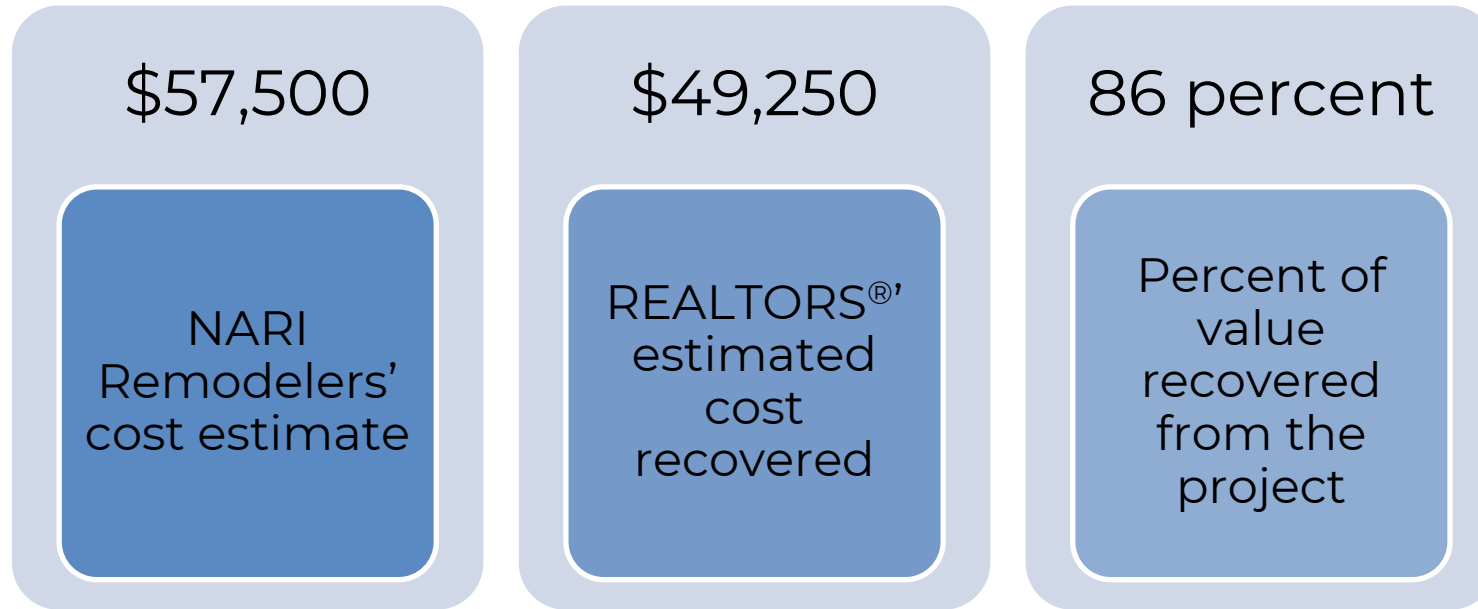 $57,500
NARI
Remodelers’
cost estimate
$49,250
REALTORS®’
estimated
cost
recovered
86 percent
Percent of
value
recovered
from the
project